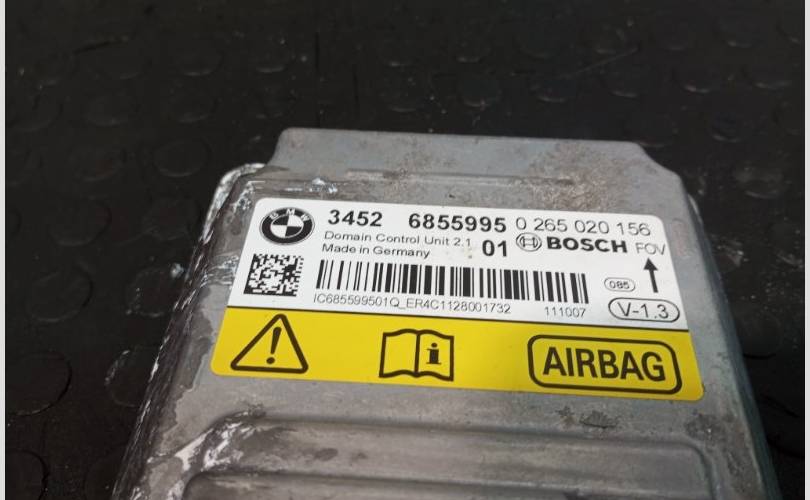 BMW
3452 6855995 0 265 020 156
Domain Control Unit 2.1 01 BOSCH FOV
Made in Germany
085
IC685599501Q_ER4C1128001732 111007 V-1.3
i AIRBAG